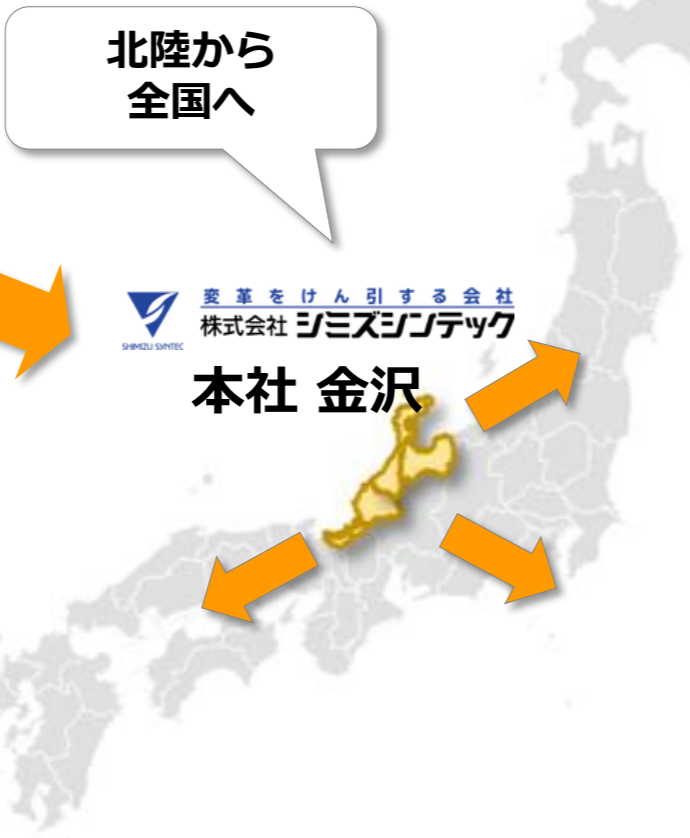 北陸から
全国へ
変革をけん引する会社
株式会社 シミズシンテック
SHIMIZU SYNTEC
本社 金沢